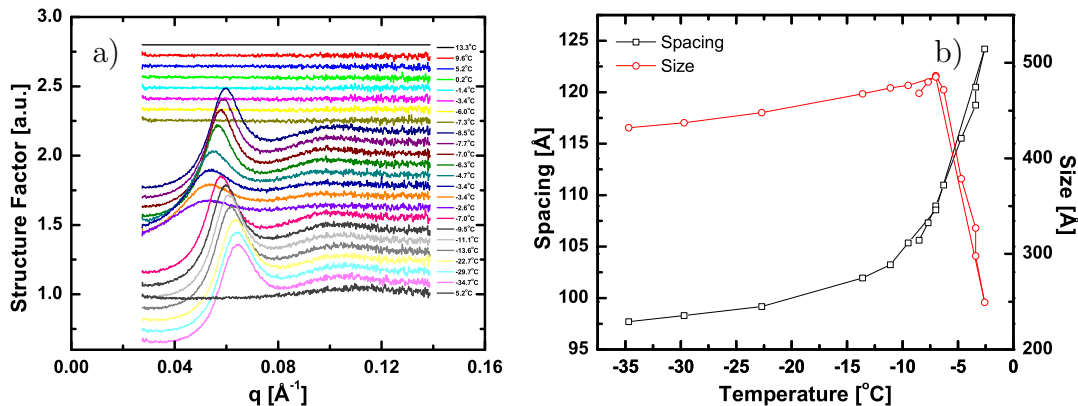 a)
3.0
2.5
2.0
1.5
1.0
Structure Factor [a.u.]
0.00
0.04
0.08
0.12
0.16
q [Å⁻¹]
13.3°C
9.6°C
5.2°C
0.2°C
-1.4°C
-3.4°C
-6.0°C
-7.3°C
-8.5°C
-7.7°C
-7.0°C
-6.3°C
-4.7°C
-3.4°C
-3.4°C
-2.6°C
-7.0°C
-9.5°C
-11.1°C
-13.6°C
-22.7°C
-29.7°C
-34.7°C
5.2°C
b)
Spacing
Size
125
120
115
110
105
100
95
Spacing [Å]
-35
-30
-25
-20
-15
-10
-5
0
Temperature [°C]
500
400
300
200
Size [Å]